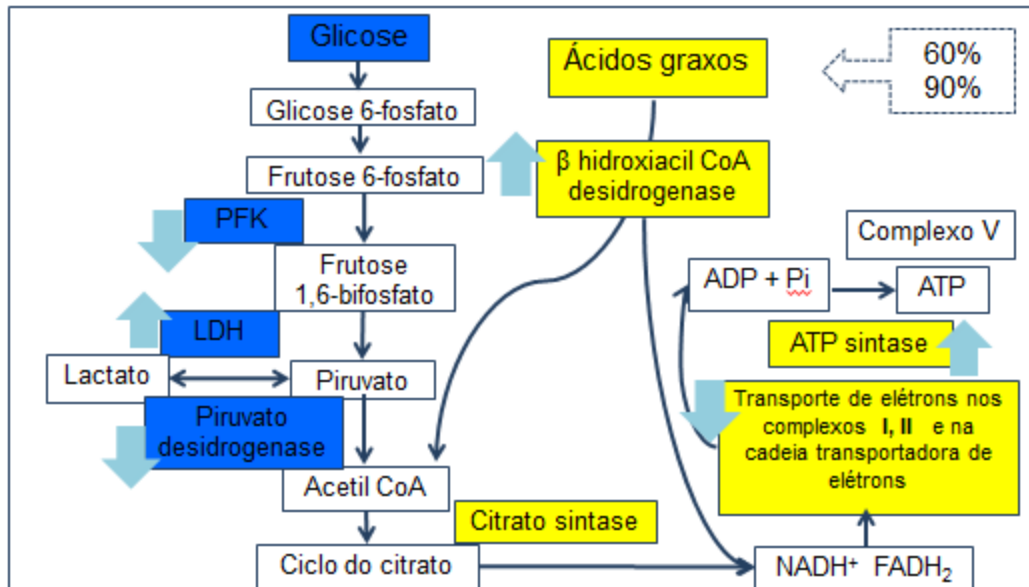 Glicose
Glicose 6-fosfato
Frutose 6-fosfato
PFK
Frutose
1,6-bifosfato
LDH
Lactato
Piruvato
Piruvato
desidrogenase
Acetil CoA
Citrato sintase
Ciclo do citrato
Ácidos graxos
β hidroxiacil CoA
desidrogenase
60%
90%
Complexo V
ADP + Pi
ATP
ATP sintase
Transporte de elétrons nos
complexos I, II e na
cadeia transportadora de
elétrons
NADH⁺ FADH₂